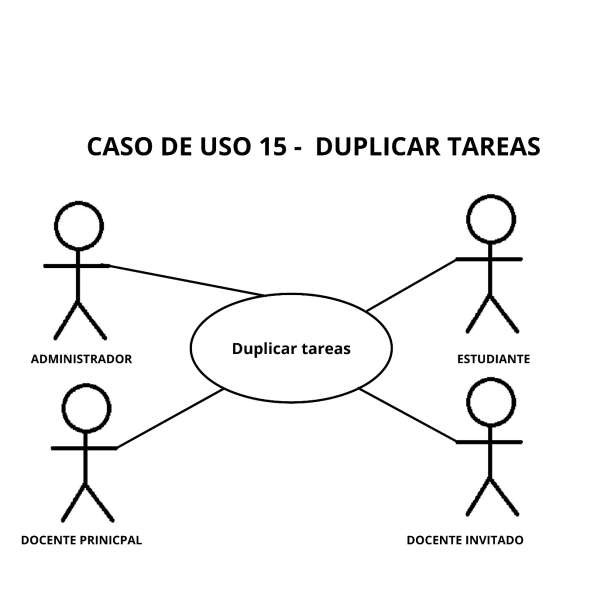 CASO DE USO 15 - DUPLICAR TAREAS
Duplicar tareas
ADMINISTRADOR
ESTUDIANTE
DOCENTE PRINICPAL
DOCENTE INVITADO